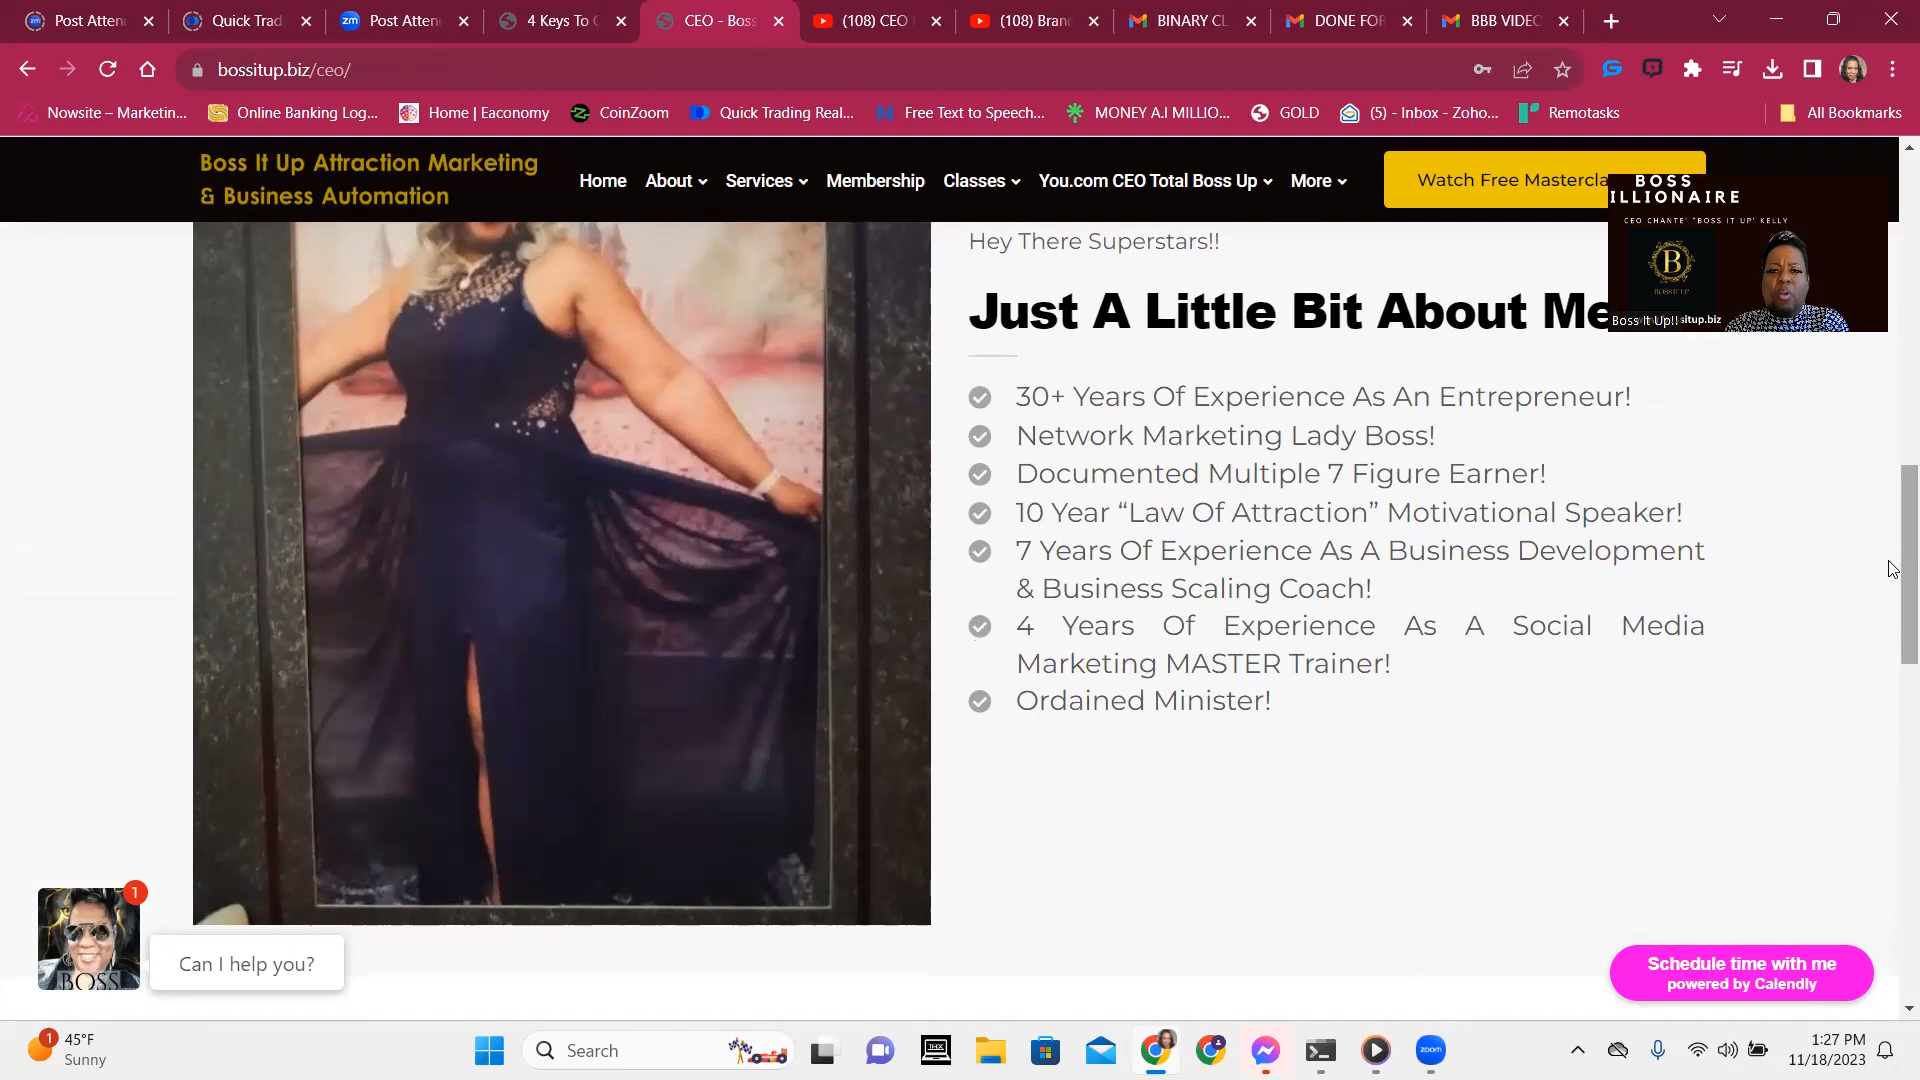 Post Atten
Quick Trad
Post Atten
4 Keys To
CEO - Boss
(108) CEO
(108) Bran
BINARY CL
DONE FOR
BBB VIDEO
bossitup.biz/ceo/
Nowsite – Marketin...
Online Banking Log...
Home | Eaconomy
CoinZoom
Quick Trading Real...
Free Text to Speech...
MONEY A.I MILLIO...
GOLD
(5) - Inbox - Zoho...
Remotasks
All Bookmarks
Boss It Up Attraction Marketing
& Business Automation
Home
About
Services
Membership
Classes
You.com CEO Total Boss Up
More
Watch Free Mastercla
BOSS
ILLIONAIRE
CEO CHANTE' "BOSS IT UP' KELLY
B
BOSS IT UP
Boss It Up!!
situp.biz
Hey There Superstars!!
Just A Little Bit About Me
30+ Years Of Experience As An Entrepreneur!
Network Marketing Lady Boss!
Documented Multiple 7 Figure Earner!
10 Year “Law Of Attraction” Motivational Speaker!
7 Years Of Experience As A Business Development
& Business Scaling Coach!
4 Years Of Experience As A Social Media
Marketing MASTER Trainer!
Ordained Minister!
1
BOSS
Can I help you?
Schedule time with me
powered by Calendly
1
45°F
Sunny
Search
zoom
1:27 PM
11/18/2023